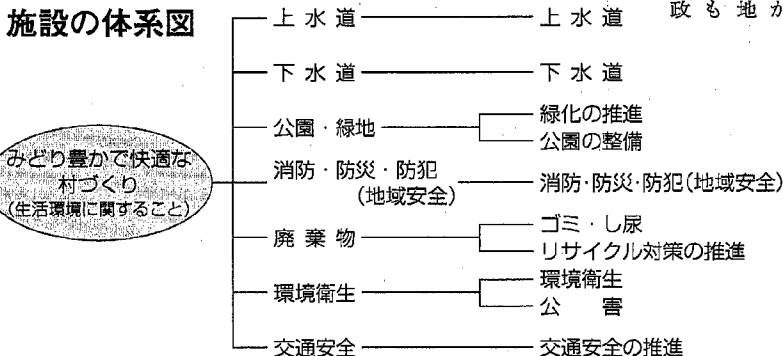 施設の体系図
政も地か
みどり豊かで快適な
村づくり
(生活環境に関すること)
上水道
上水道
下水道
下水道
公園・緑地
緑化の推進
公園の整備
消防・防災・防犯
(地域安全)
消防・防災・防犯(地域安全)
廃棄物
ゴミ・し尿
リサイクル対策の推進
環境衛生
環境衛生
公害
交通安全
交通安全の推進